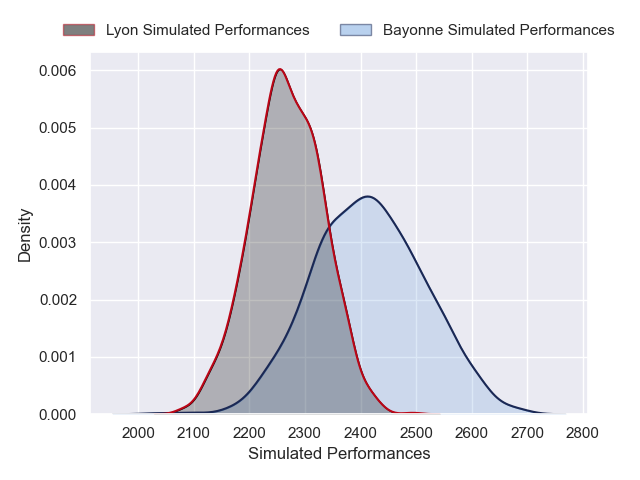 Lyon Simulated Performances
Bayonne Simulated Performances
0.006
0.005
0.004
0.003
0.002
0.001
0.000
Density
2000 2100 2200 2300 2400 2500 2600 2700 2800
Simulated Performances